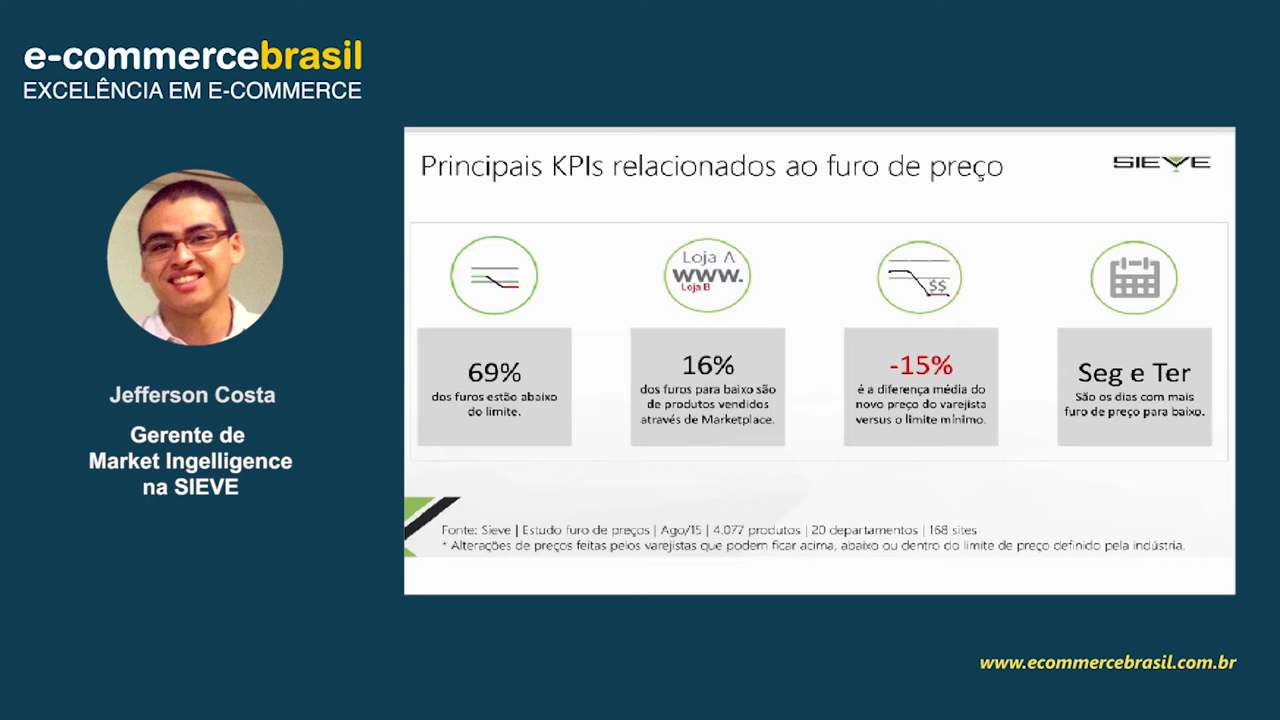 e-commercebrasil
EXCELÊNCIA EM E-COMMERCE
Jefferson Costa
Gerente de
Market Ingelligence
na SIEVE
Principais KPIs relacionados ao furo de preço
SIEVE
69%
dos furos estão abaixo
do limite.
Loja A
www.
Loja B
16%
dos furos para baixo são
de produtos vendidos
através de Marketplace.
$$
-15%
é a diferença média do
novo preço do varejista
versus o limite mínimo.
Seg e Ter
São os dias com mais
furo de preço para baixo.
Fonte: Sieve | Estudo furo de preços | Ago/15 | 4.077 produtos | 20 departamentos | 168 sites
* Alterações de preços feitas pelos varejistas que podem ficar acima, abaixo ou dentro do limite de preço definido pela indústria.
www.ecommercebrasil.com.br